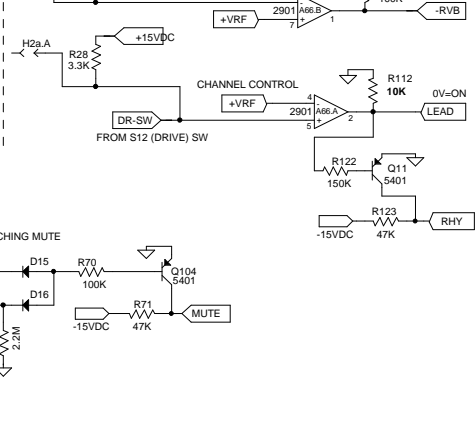 100K
+VRF
2901
A66.B
-
+
7
1
-RVB
H2a.A
+15VDC
R28
3.3K
CHANNEL CONTROL
R112
10K
0V=ON
+VRF
4
-
2901
A66.A
2
LEAD
DR-SW
+
5
FROM S12 (DRIVE) SW
R122
150K
Q11
5401
R123
47K
-15VDC
RHY
CHING MUTE
D15
R70
100K
Q104
5401
D16
R71
47K
-15VDC
MUTE
2.2M